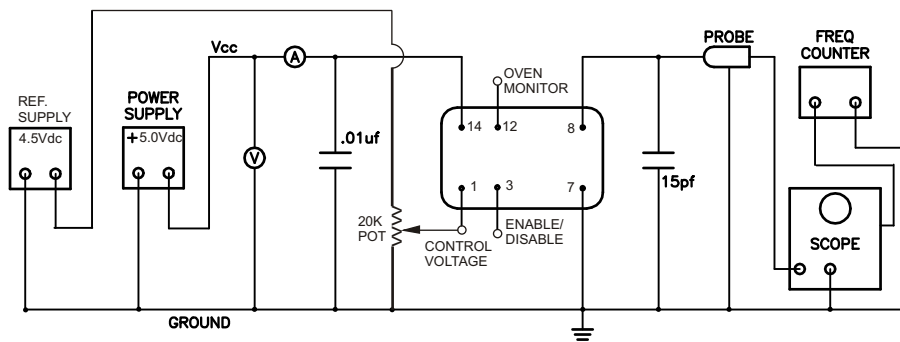 REF.
SUPPLY
4.5Vdc
POWER
SUPPLY
+5.0Vdc
Vcc
A
V
.01uf
20K
POT
OVEN
MONITOR
14
12
8
1
3
7
CONTROL
VOLTAGE
ENABLE/
DISABLE
15pf
PROBE
FREQ
COUNTER
SCOPE
GROUND